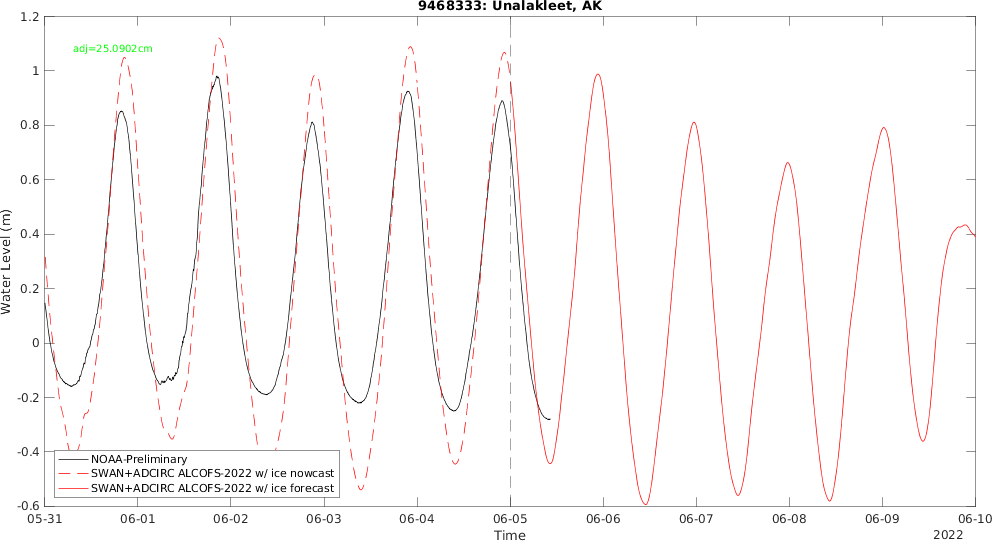 9468333: Unalakleet, AK
adj=25.0902cm
Water Level (m)
1.2
1
0.8
0.6
0.4
0.2
0
-0.2
-0.4
-0.6
NOAA-Preliminary
SWAN+ADCIRC ALCOFS-2022 w/ ice nowcast
SWAN+ADCIRC ALCOFS-2022 w/ ice forecast
05-31 06-01 06-02 06-03 06-04 06-05 06-06 06-07 06-08 06-09 06-10
Time
2022